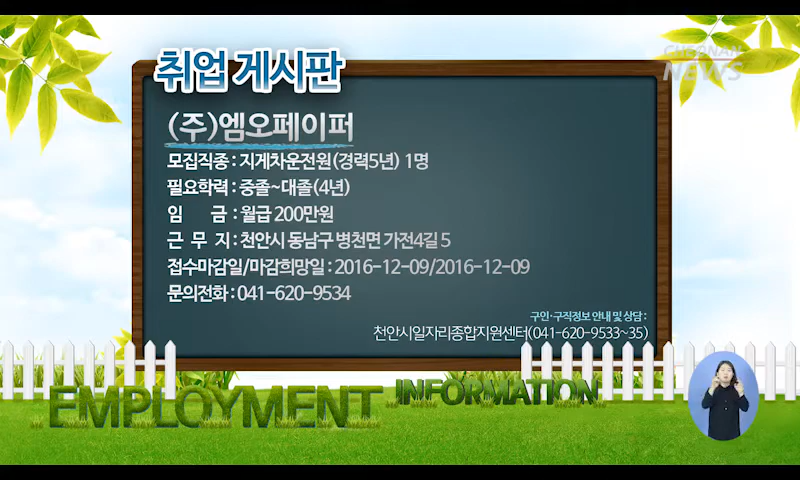 CHEONAN
NEWS
취업 게시판
(주)엠오페이퍼
모집직종 : 지게차운전원(경력5년) 1명
필요학력 : 중졸~대졸(4년)
임 금 : 월급 200만원
근 무 지 : 천안시 동남구 병천면 가전4길 5
접수마감일/마감희망일 : 2016-12-09/2016-12-09
문의전화 : 041-620-9534
구인·구직정보 안내 및 상담 :
천안시일자리종합지원센터(041-620-9533~35)
EMPLOYMENT INFORMATION